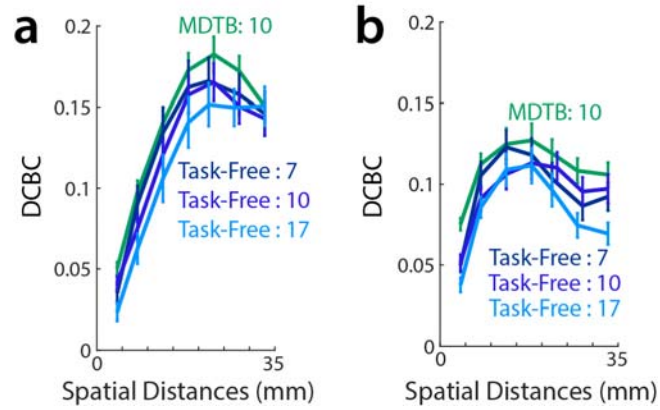 a
MDTB: 10
0.2
0.15
0.1
0.05
0
DCBC
Task-Free : 7
Task-Free : 10
Task-Free : 17
0
35
Spatial Distances (mm)
b
MDTB: 10
0.15
0.1
0.05
0
DCBC
Task-Free : 7
Task-Free : 10
Task-Free : 17
0
35
Spatial Distances (mm)